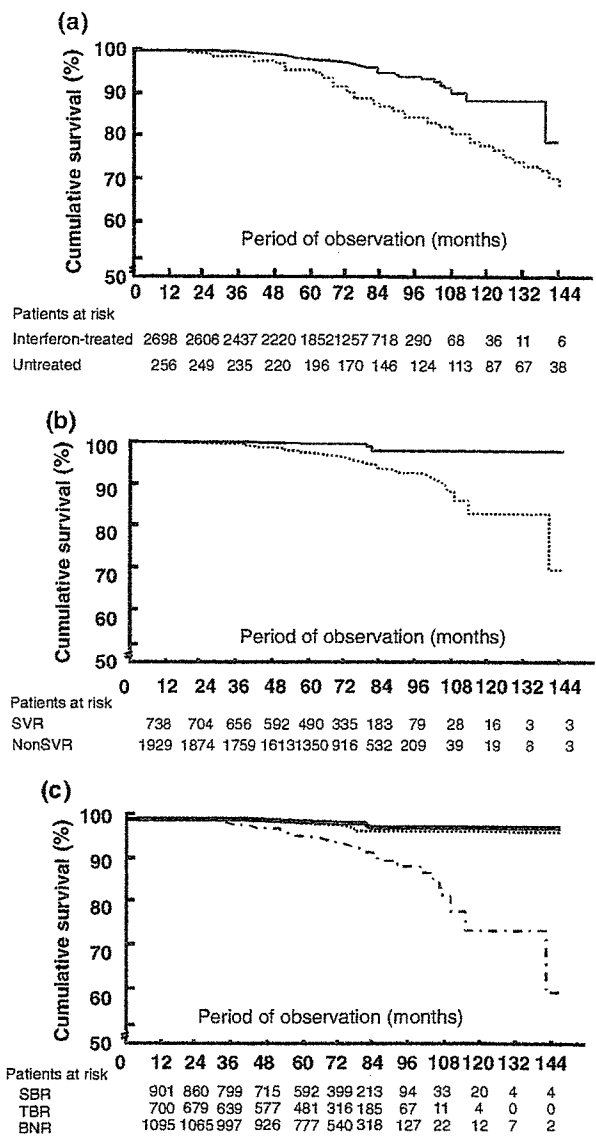 (a)
Cumulative survival (%)
100
90
80
70
60
50
Period of observation (months)
0 12 24 36 48 60 72 84 96 108 120 132 144
Patients at risk
Interferon-treated 2698 2606 2437 2220 1852 1257 718 290 68 36 11 6
Untreated 256 249 235 220 196 170 146 124 113 87 67 38
(b)
Cumulative survival (%)
100
90
80
70
60
50
Period of observation (months)
0 12 24 36 48 60 72 84 96 108 120 132 144
Patients at risk
SVR 738 704 656 592 490 335 183 79 28 16 3 3
NonSVR 1929 1874 1759 1613 1350 916 532 209 39 19 8 3
(c)
Cumulative survival (%)
100
90
80
70
60
50
Period of observation (months)
0 12 24 36 48 60 72 84 96 108 120 132 144
Patients at risk
SBR 901 860 799 715 592 399 213 94 33 20 4 4
TBR 700 679 639 577 481 316 185 67 11 4 0 0
BNR 1095 1065 997 926 777 540 318 127 22 12 7 2